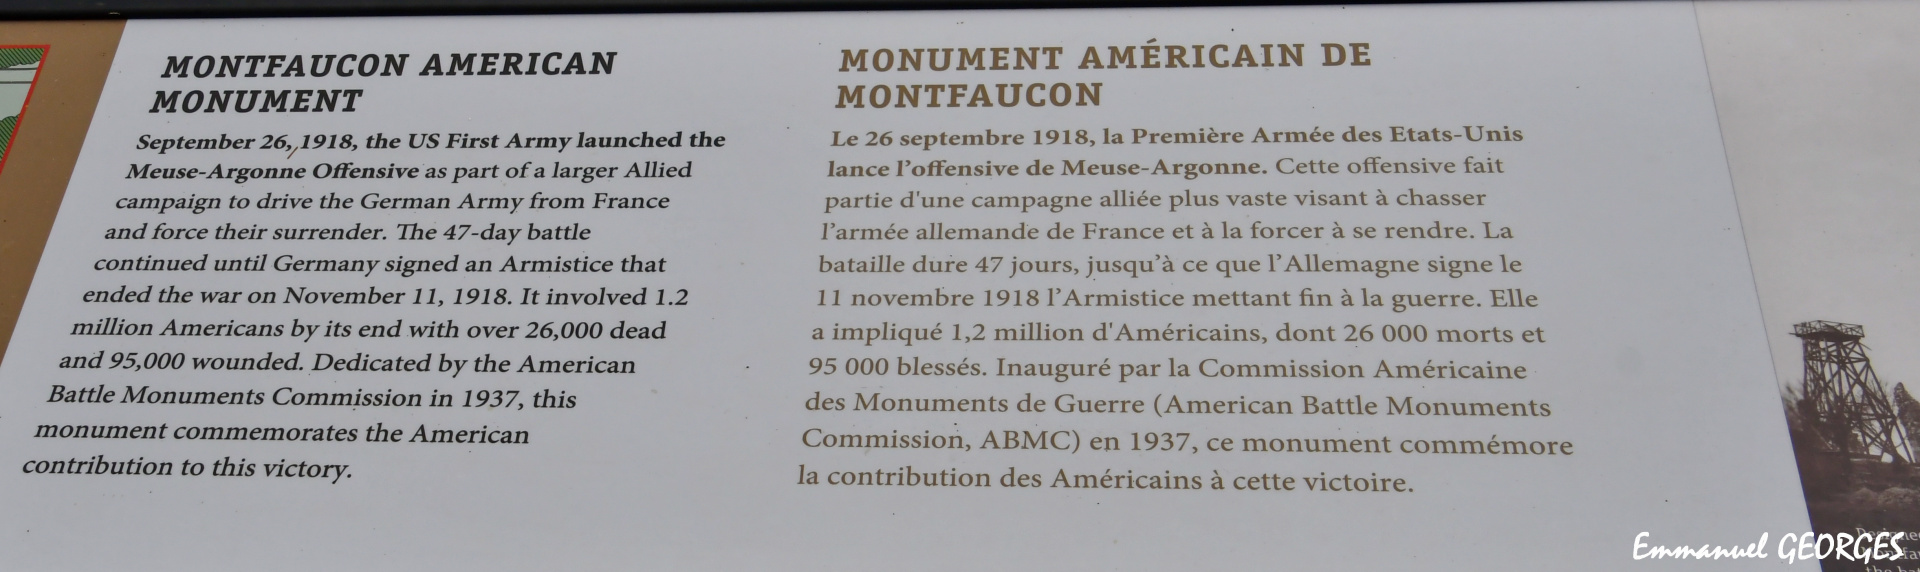 MONTFAUCON AMERICAN
MONUMENT
September 26, 1918, the US First Army launched the
Meuse-Argonne Offensive as part of a larger Allied
campaign to drive the German Army from France
and force their surrender. The 47-day battle
continued until Germany signed an Armistice that
ended the war on November 11, 1918. It involved 1.2
million Americans by its end with over 26,000 dead
and 95,000 wounded. Dedicated by the American
Battle Monuments Commission in 1937, this
monument commemorates the American
contribution to this victory.
MONUMENT AMÉRICAIN DE
MONTFAUCON
Le 26 septembre 1918, la Première Armée des Etats-Unis
lance l'offensive de Meuse-Argonne. Cette offensive fait
partie d'une campagne alliée plus vaste visant à chasser
l'armée allemande de France et à la forcer à se rendre. La
bataille dure 47 jours, jusqu'à ce que l'Allemagne signe le
11 novembre 1918 l'Armistice mettant fin à la guerre. Elle
a impliqué 1,2 million d'Américains, dont 26 000 morts et
95 000 blessés. Inauguré par la Commission Américaine
des Monuments de Guerre (American Battle Monuments
Commission, ABMC) en 1937, ce monument commémore
la contribution des Américains à cette victoire.
Emmanuel GEORGES